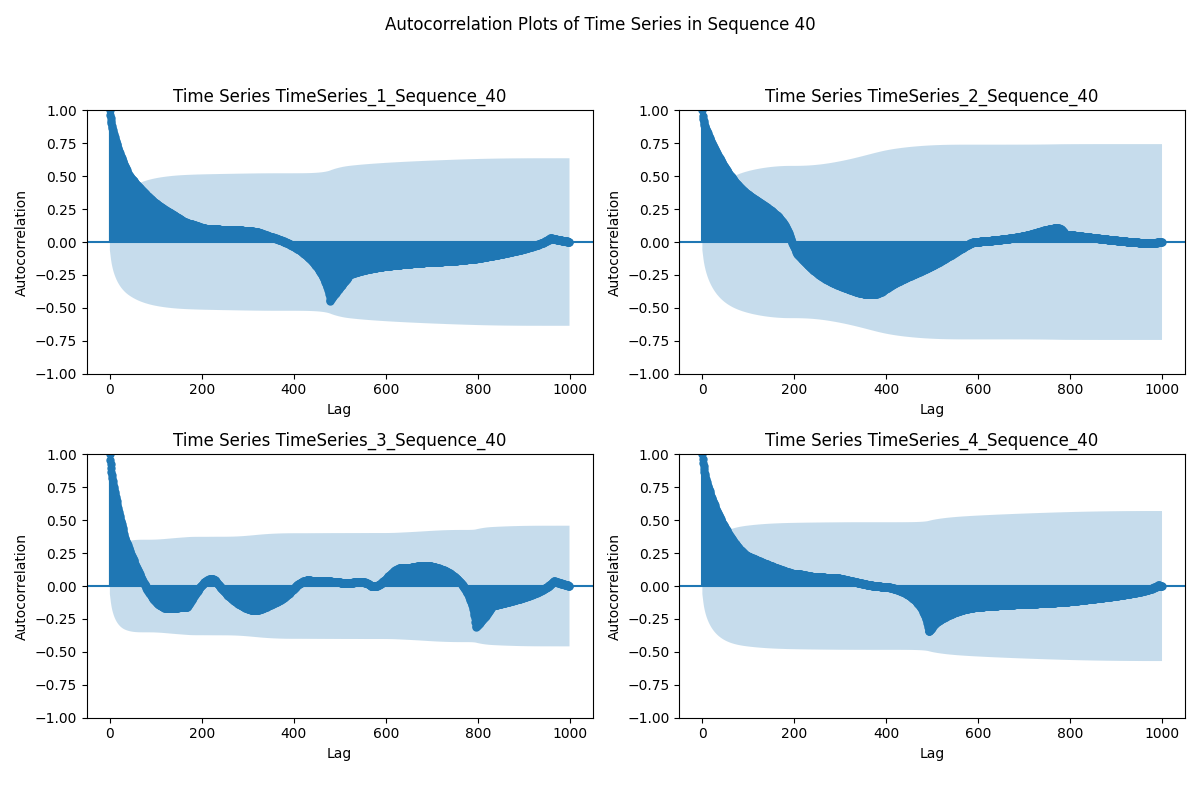 Autocorrelation Plots of Time Series in Sequence 40
Time Series TimeSeries_1_Sequence_40
1.00
0.75
0.50
0.25
0.00
−0.25
−0.50
−0.75
−1.00
Autocorrelation
0 200 400 600 800 1000
Lag
Time Series TimeSeries_2_Sequence_40
1.00
0.75
0.50
0.25
0.00
−0.25
−0.50
−0.75
−1.00
Autocorrelation
0 200 400 600 800 1000
Lag
Time Series TimeSeries_3_Sequence_40
1.00
0.75
0.50
0.25
0.00
−0.25
−0.50
−0.75
−1.00
Autocorrelation
0 200 400 600 800 1000
Lag
Time Series TimeSeries_4_Sequence_40
1.00
0.75
0.50
0.25
0.00
−0.25
−0.50
−0.75
−1.00
Autocorrelation
0 200 400 600 800 1000
Lag